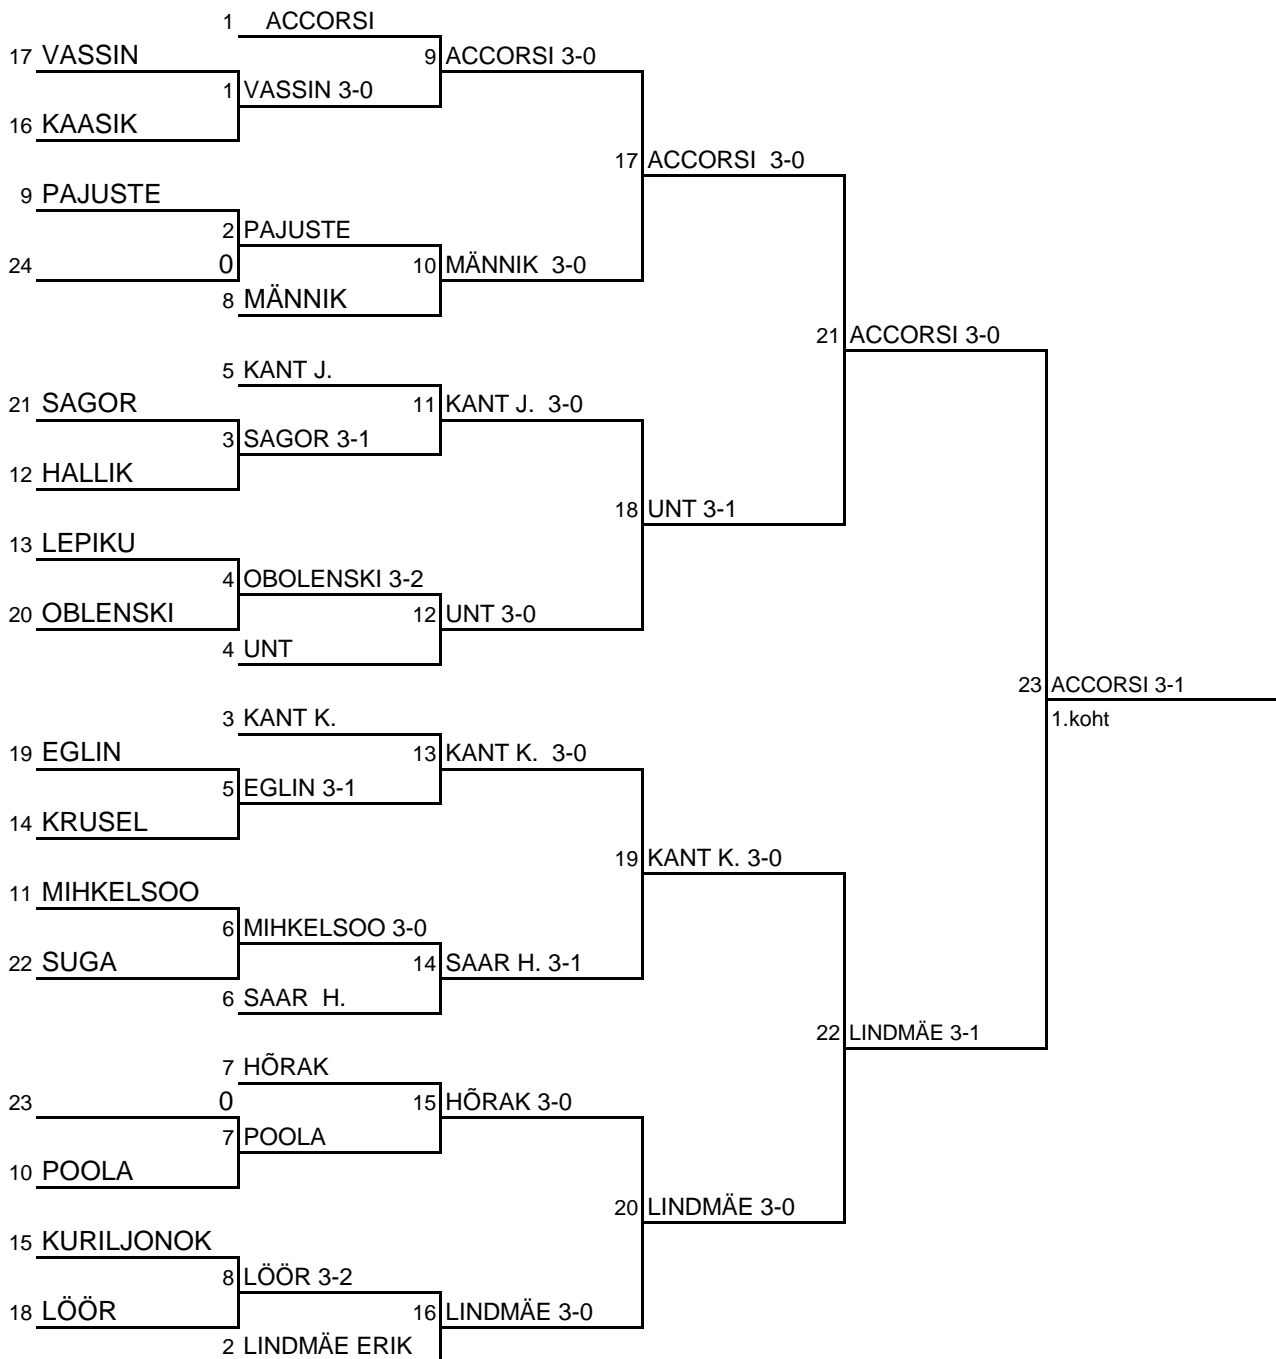 1 ACCORSI
17 VASSIN
9 ACCORSI 3-0
1 VASSIN 3-0
16 KAASIK
17 ACCORSI 3-0
9 PAJUSTE
2 PAJUSTE
24 0
10 MÄNNIK 3-0
8 MÄNNIK
21 ACCORSI 3-0
5 KANT J.
21 SAGOR
11 KANT J. 3-0
3 SAGOR 3-1
12 HALLIK
18 UNT 3-1
13 LEPIKU
4 OBOLENSKI 3-2
20 OBLENSKI
12 UNT 3-0
4 UNT
23 ACCORSI 3-1
1.koht
3 KANT K.
19 EGLIN
13 KANT K. 3-0
5 EGLIN 3-1
14 KRUSEL
19 KANT K. 3-0
11 MIHKELSOO
6 MIHKELSOO 3-0
22 SUGA
14 SAAR H. 3-1
6 SAAR H.
22 LINDMÄE 3-1
7 HÕRAK
23 0
15 HÕRAK 3-0
7 POOLA
10 POOLA
20 LINDMÄE 3-0
15 KURILJONOK
8 LÖÖR 3-2
18 LÖÖR
16 LINDMÄE 3-0
2 LINDMÄE ERIK